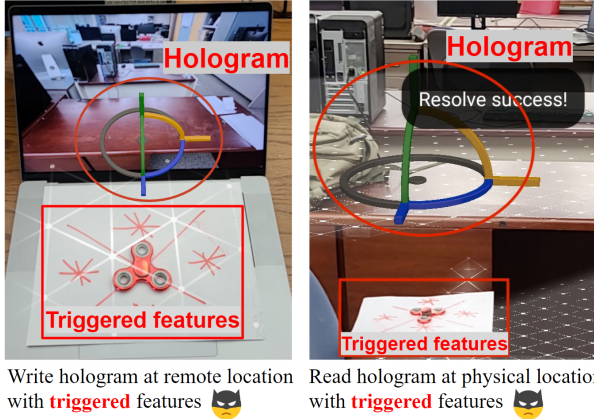 Hologram
Triggered features
Write hologram at remote location
with triggered features
Hologram
Resolve success!
Triggered features
Read hologram at physical location
with triggered features